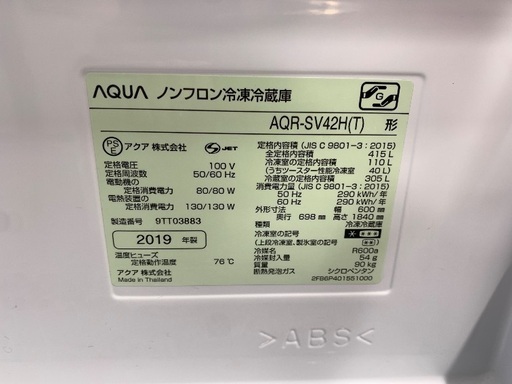 AQUA ノンフロン冷凍冷蔵庫
G
AQR-SV42H(T) 形
PS E
アクア 株式会社
S JET
定格電圧 100 V
定格周波数 50/60 Hz
電動機の
定格消費電力 80/80 W
電熱装置の
定格消費電力 130/130 W
製造番号 9TT03883
2019 年製
温度ヒューズ
定格動作温度 76℃
アクア 株式会社
Made in Thailand
定格内容積 (JIS C 9801-3:2015)
全定格内容積 415 L
冷凍室の定格内容積 110 L
(うちツースター性能冷凍室 40 L)
冷蔵室の定格内容積 305 L
消費電力量 (JIS C 9801-3:2015)
50 Hz 290 kWh/年
60 Hz 290 kWh/年
外形寸法 幅 600 mm
奥行 698 mm 高さ 1840 mm
種類 冷凍冷蔵庫
冷凍室の記号
(上段冷凍室、製氷室の記号 )
冷媒名 R600a
冷媒封入量 54 g
質量 90 kg
断熱発泡ガス シクロペンタン
2FB6P401551000
>ABS<